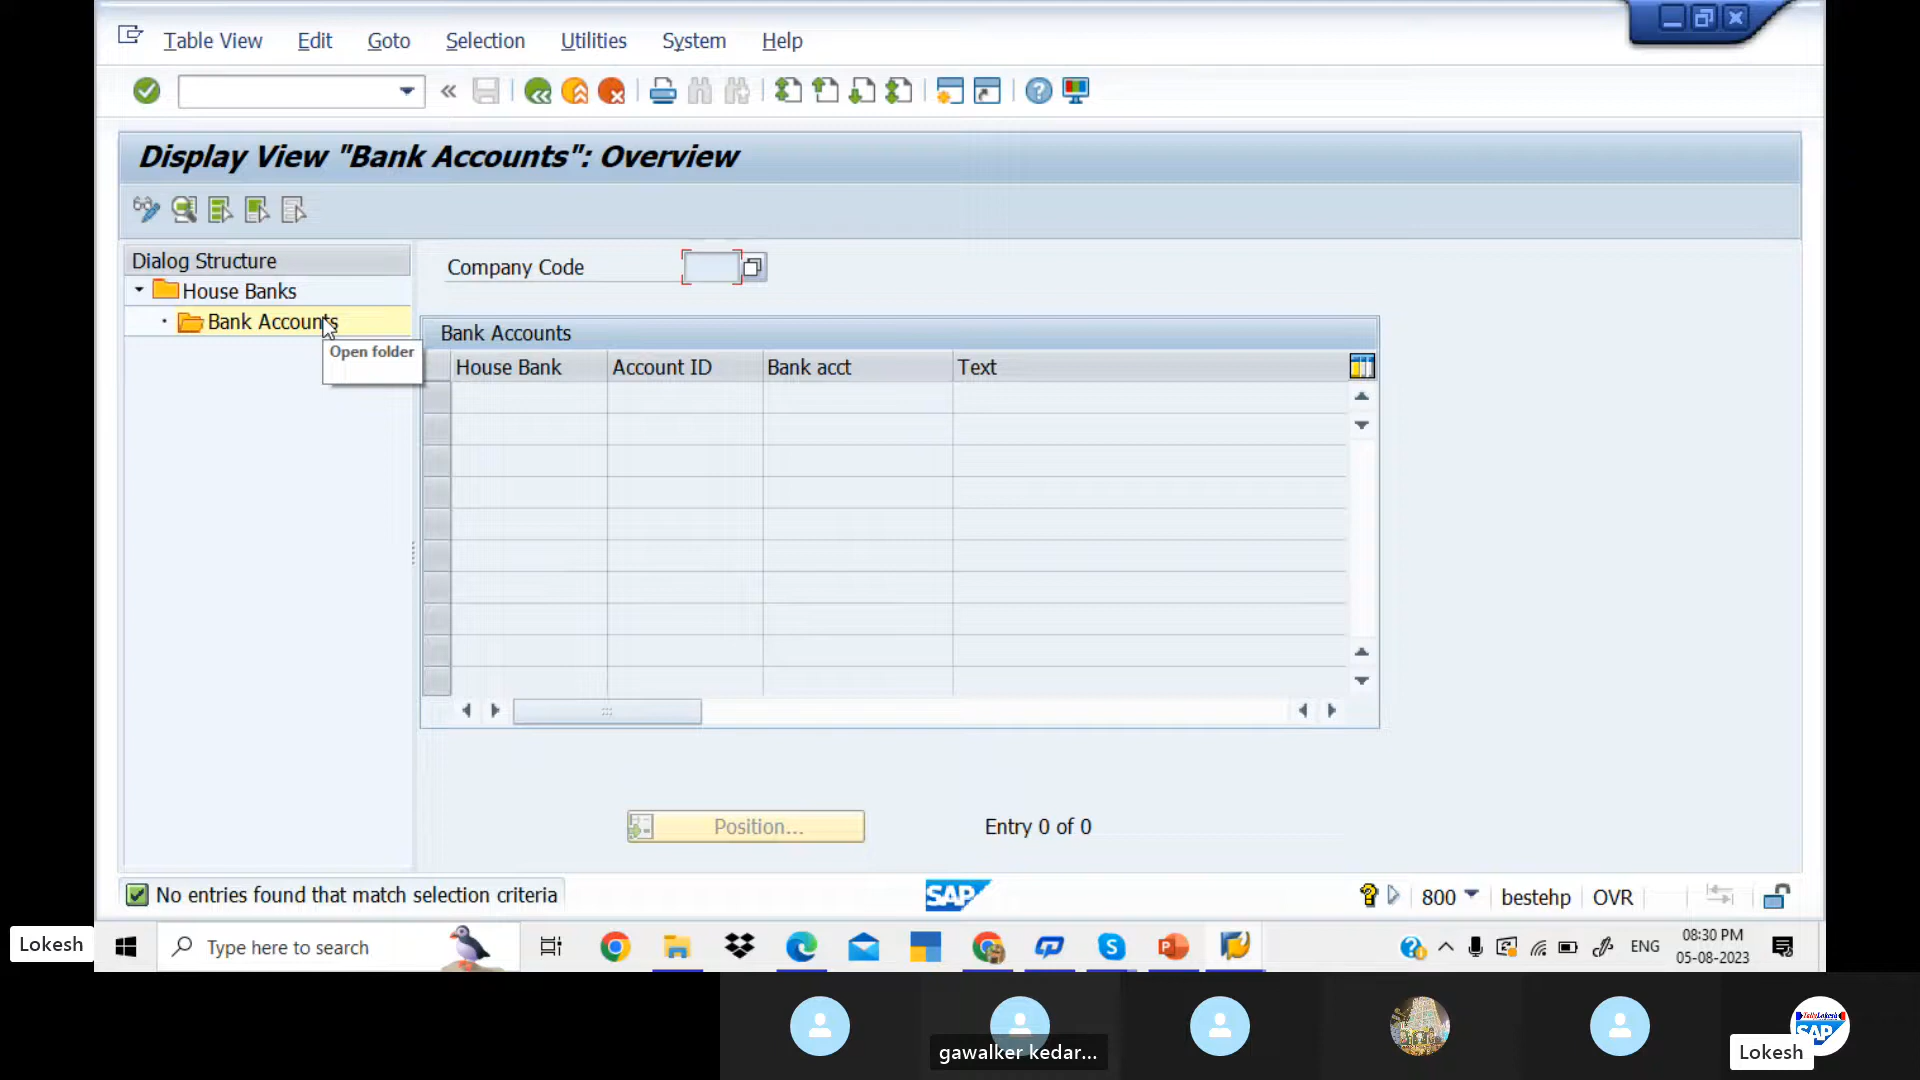 Table View Edit Goto Selection Utilities System Help
Display View "Bank Accounts": Overview
Dialog Structure
House Banks
Bank Accounts
Open folder
Company Code
Bank Accounts
House Bank Account ID Bank acct Text
Position... Entry 0 of 0
No entries found that match selection criteria
SAP
800 bestehp OVR
Lokesh
Type here to search
ENG
08:30 PM
05-08-2023
gawalker kedar...
SAP
Lokesh